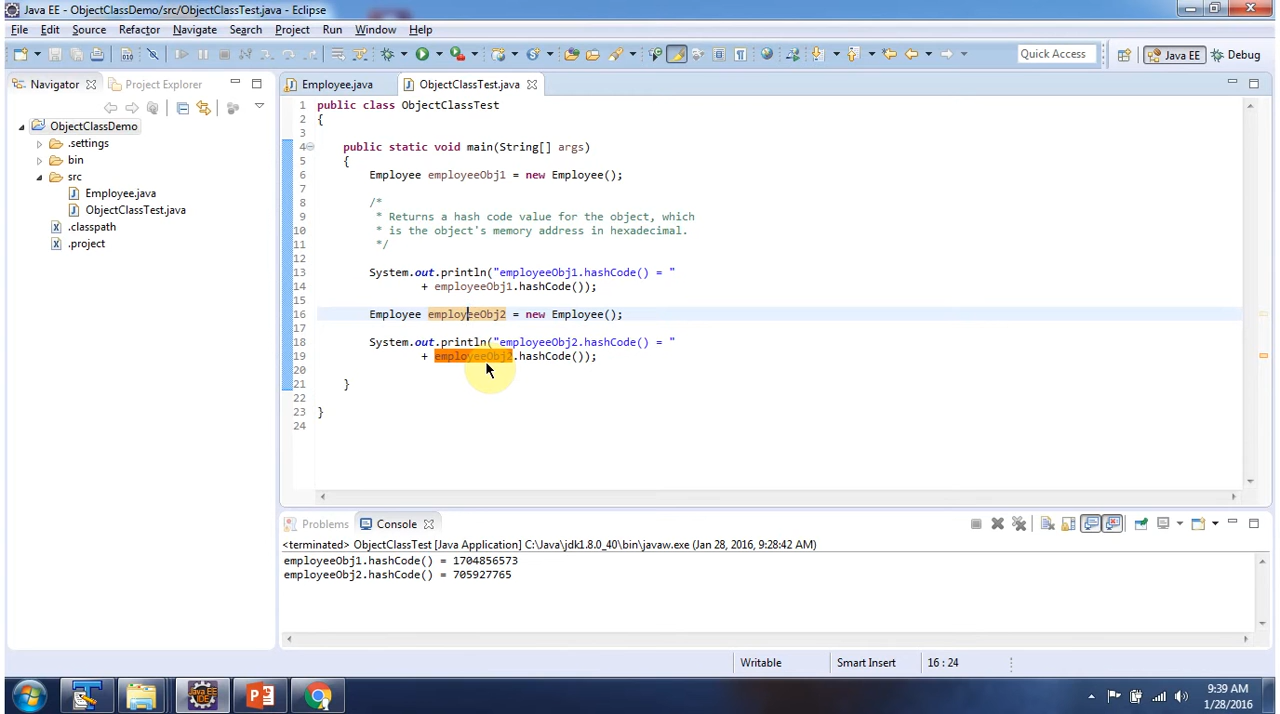 Java EE - ObjectClassDemo/src/ObjectClassTest.java - Eclipse
File Edit Source Refactor Navigate Search Project Run Window Help
Quick Access
Java EE
Debug
Navigator
Project Explorer
Employee.java
ObjectClassTest.java
ObjectClassDemo
.settings
bin
src
Employee.java
ObjectClassTest.java
.classpath
.project
1 public class ObjectClassTest
2 {
3
4 public static void main(String[] args)
5 {
6 Employee employeeObj1 = new Employee();
7
8 /*
9 * Returns a hash code value for the object, which
10 * is the object's memory address in hexadecimal.
11 */
12
13 System.out.println("employeeObj1.hashCode() = "
14 + employeeObj1.hashCode());
15
16 Employee employeeObj2 = new Employee();
17
18 System.out.println("employeeObj2.hashCode() = "
19 + employeeObj2.hashCode());
20
21 }
22
23 }
24
Problems
Console
<terminated> ObjectClassTest [Java Application] C:\Java\jdk1.8.0_40\bin\javaw.exe (Jan 28, 2016, 9:28:42 AM)
employeeObj1.hashCode() = 1704856573
employeeObj2.hashCode() = 705927765
Writable
Smart Insert
16 : 24
Java EE
IDE
9:39 AM
1/28/2016